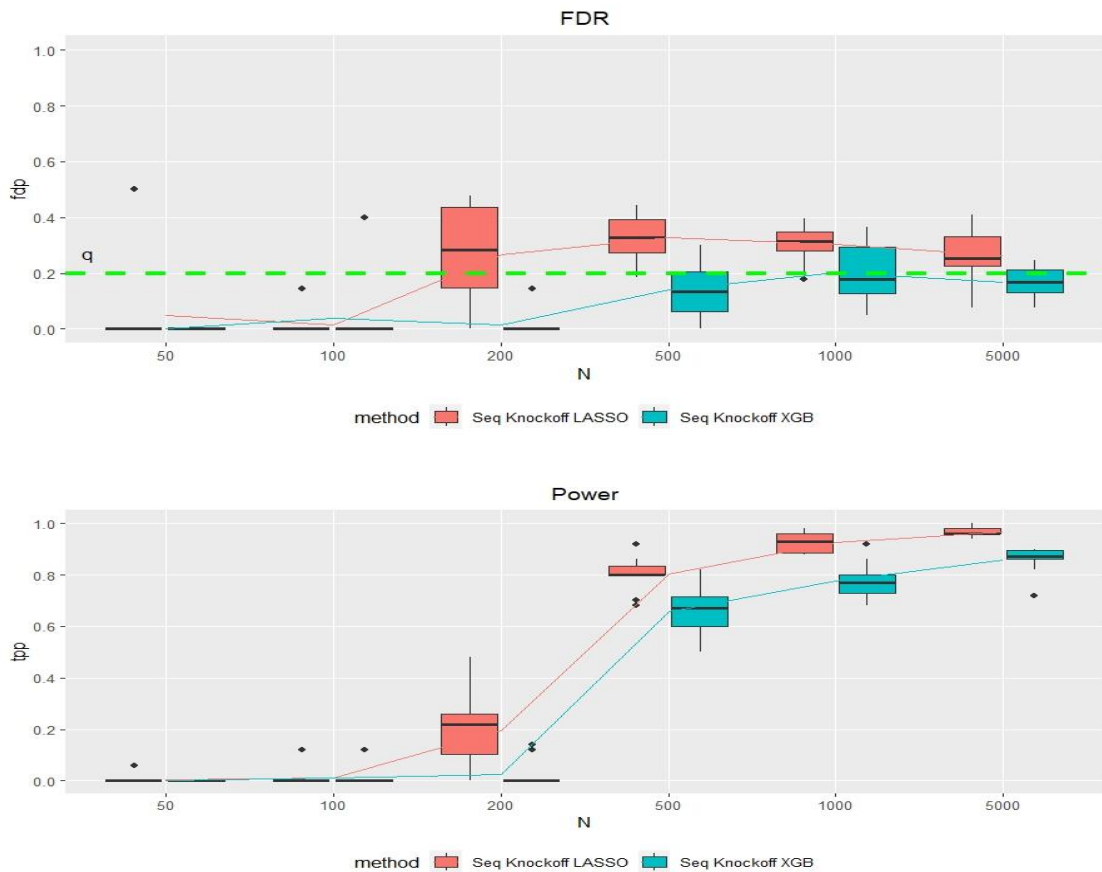 FDR
1.0
0.8
0.6
0.4
0.2
0.0
fdp
q
50 100 200 500 1000 5000
N
method Seq Knockoff LASSO Seq Knockoff XGB
Power
1.0
0.8
0.6
0.4
0.2
0.0
tpp
50 100 200 500 1000 5000
N
method Seq Knockoff LASSO Seq Knockoff XGB